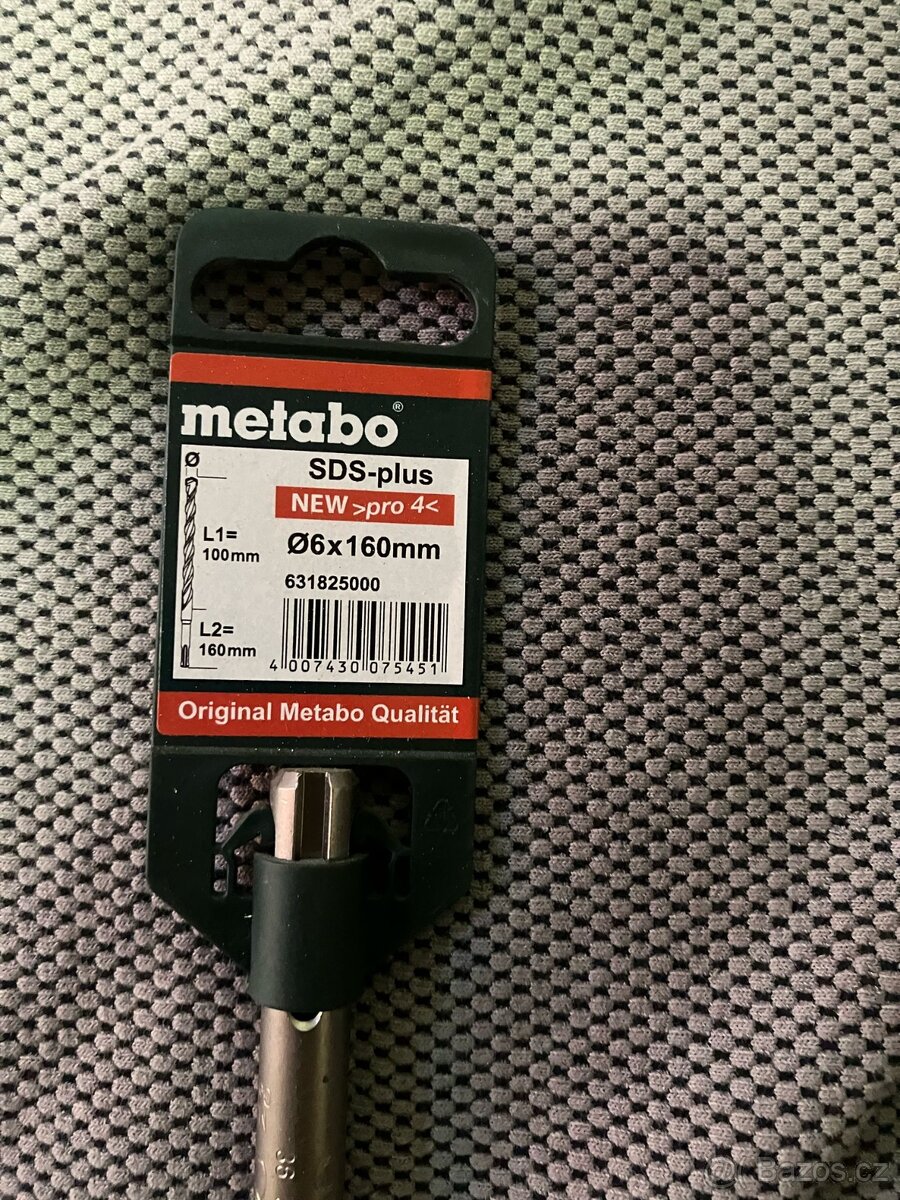 metabo®
Ø
SDS-plus
NEW >pro 4<
L1=
100mm
Ø6x160mm
631825000
L2=
160mm
4 007430 075451
Original Metabo Qualität
36
Bazos.cz